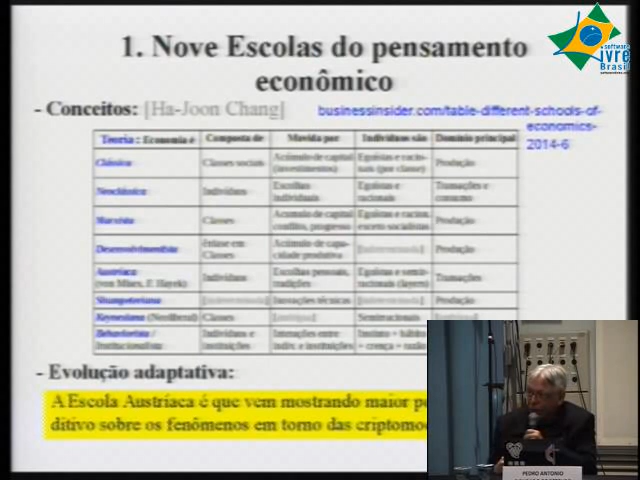 software
livre
Brasil
1. Nove Escolas do pensamento
econômico
- Conceitos: [Ha-Joon Chang]
businessinsider.com/table-different-schools-of-
economics-
2014-6
Teoria : Economia é Composta de Movida por Indivíduos são Domínio principal
Clássica Classes sociais Acúmulo de capital (investimentos) Egoístas e racio-
nais (por classe) Produção
Neoclássica Indivíduos Escolhas
individuais Egoístas e
racionais Transações e
consumo
Marxista Classes Acumulo de capital
conflito, progresso Egoístas e racion.
exceto socialistas Produção
Desenvolvimentista ênfase em
Classes Acúmulo de capa-
cidade produtiva Produção
Austríaca
(von Mises, F. Hayek) Indivíduos Escolhas pessoais,
tradições Egoístas e semi-
racionais (layers) Transações
Shumpeteriana Inovações técnicas Produção
Keynesiana (Neoliberal) Classes Semirracionais
Behaviorista /
Institucionalista Indivíduos e
instituições Interações entre
indiv. e instituições Instinto + hábito
+ crença + razão
- Evolução adaptativa:
A Escola Austríaca é que vem mostrando maior
ditivo sobre os fenômenos em torno das
PEDRO ANTONIO